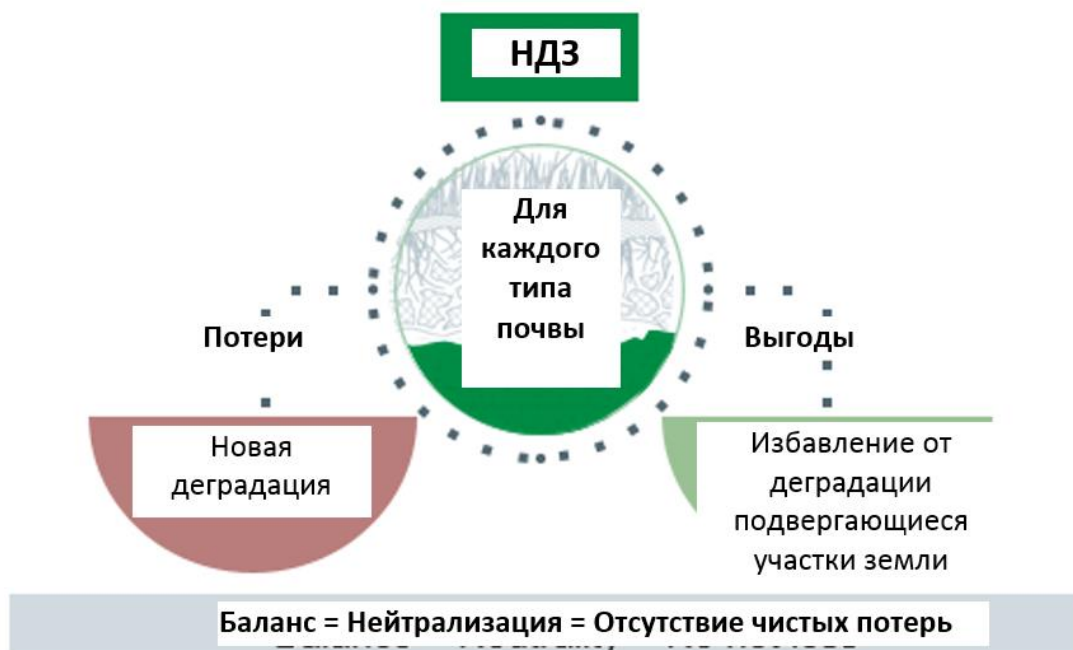 НДЗ
Для
каждого
типа
почвы
Потери
Выгоды
Новая
деградация
Избавление от
деградации
подвергающиеся
участки земли
Баланс = Нейтрализация = Отсутствие чистых потерь